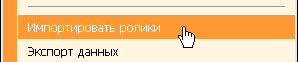 Импортировать ролики
Экспорт данных